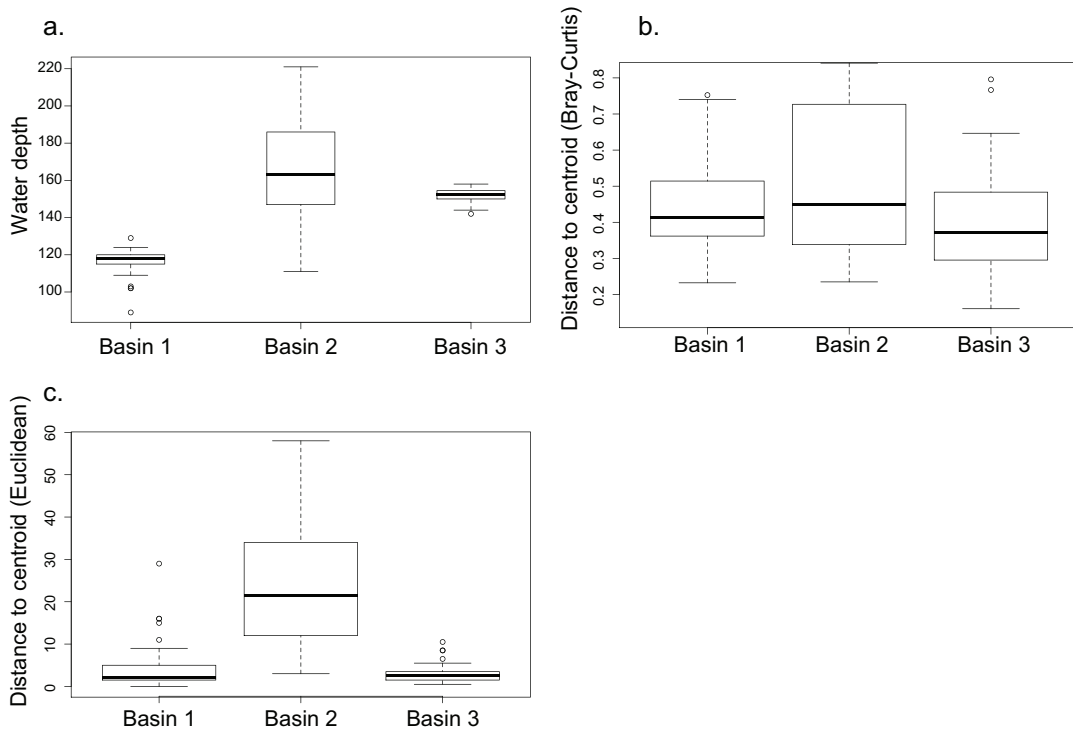 a.
Water depth
220
200
180
160
140
120
100
Basin 1 Basin 2 Basin 3
b.
Distance to centroid (Bray-Curtis)
0.8
0.7
0.6
0.5
0.4
0.3
0.2
Basin 1 Basin 2 Basin 3
c.
Distance to centroid (Euclidean)
60
50
40
30
20
10
0
Basin 1 Basin 2 Basin 3